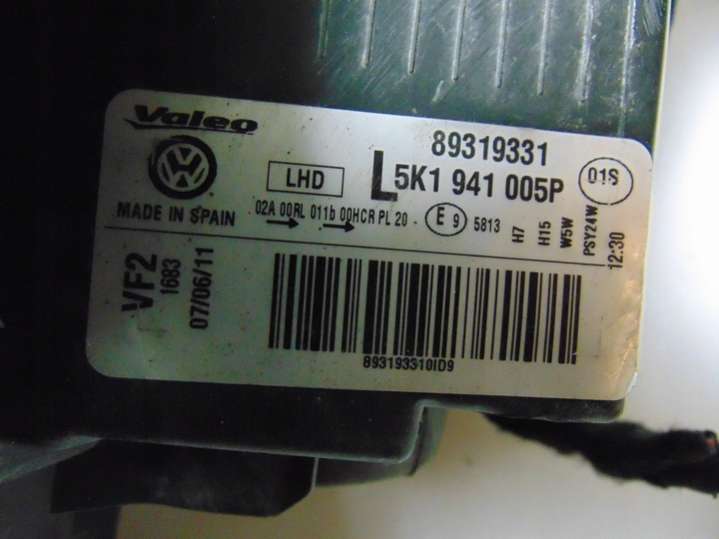 Valeo
89319331
VW
LHD
L 5K1 941 005P
01S
MADE IN SPAIN
02A 00RL 011b 00HCR PL 20 - E 9 5813
H7
H15
W5W
PSY24W
12:30
VF2
1683
07/06/11
893193310ID9